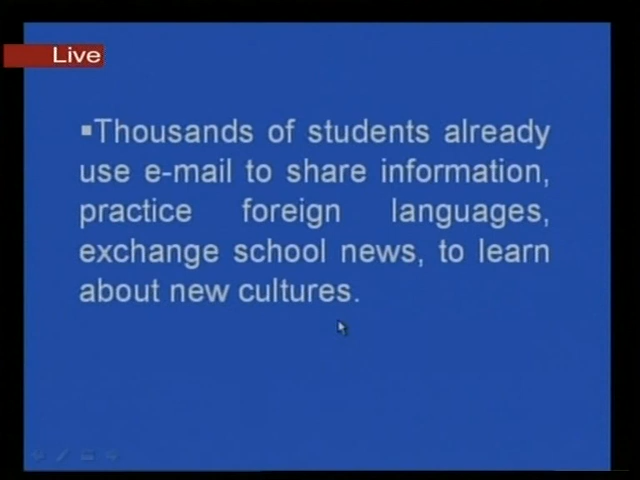 Live
▪Thousands of students already
use e-mail to share information,
practice foreign languages,
exchange school news, to learn
about new cultures.